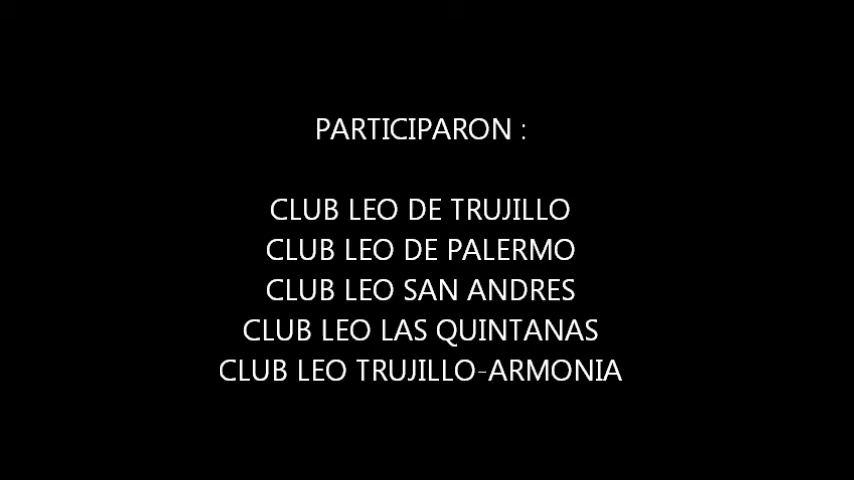 PARTICIPARON :
CLUB LEO DE TRUJILLO
CLUB LEO DE PALERMO
CLUB LEO SAN ANDRES
CLUB LEO LAS QUINTANAS
CLUB LEO TRUJILLO-ARMONIA